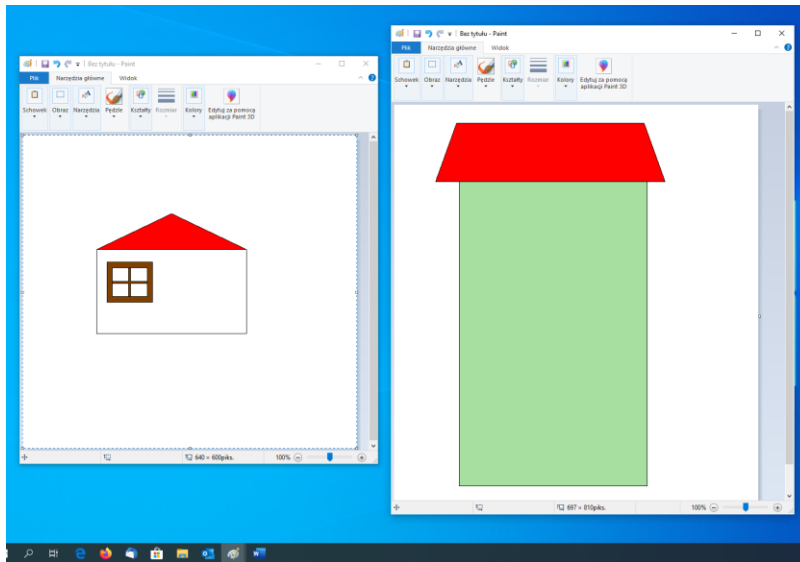 Bez tytułu - Paint
Plik Narzędzia główne Widok
Schowek Obraz Narzędzia Pędzle Kształty Rozmiar Kolory Edytuj za pomocą
aplikacji Paint 3D
640 × 600piks. 100%
Bez tytułu - Paint
Plik Narzędzia główne Widok
Schowek Obraz Narzędzia Pędzle Kształty Rozmiar Kolory Edytuj za pomocą
aplikacji Paint 3D
697 × 810piks. 100%